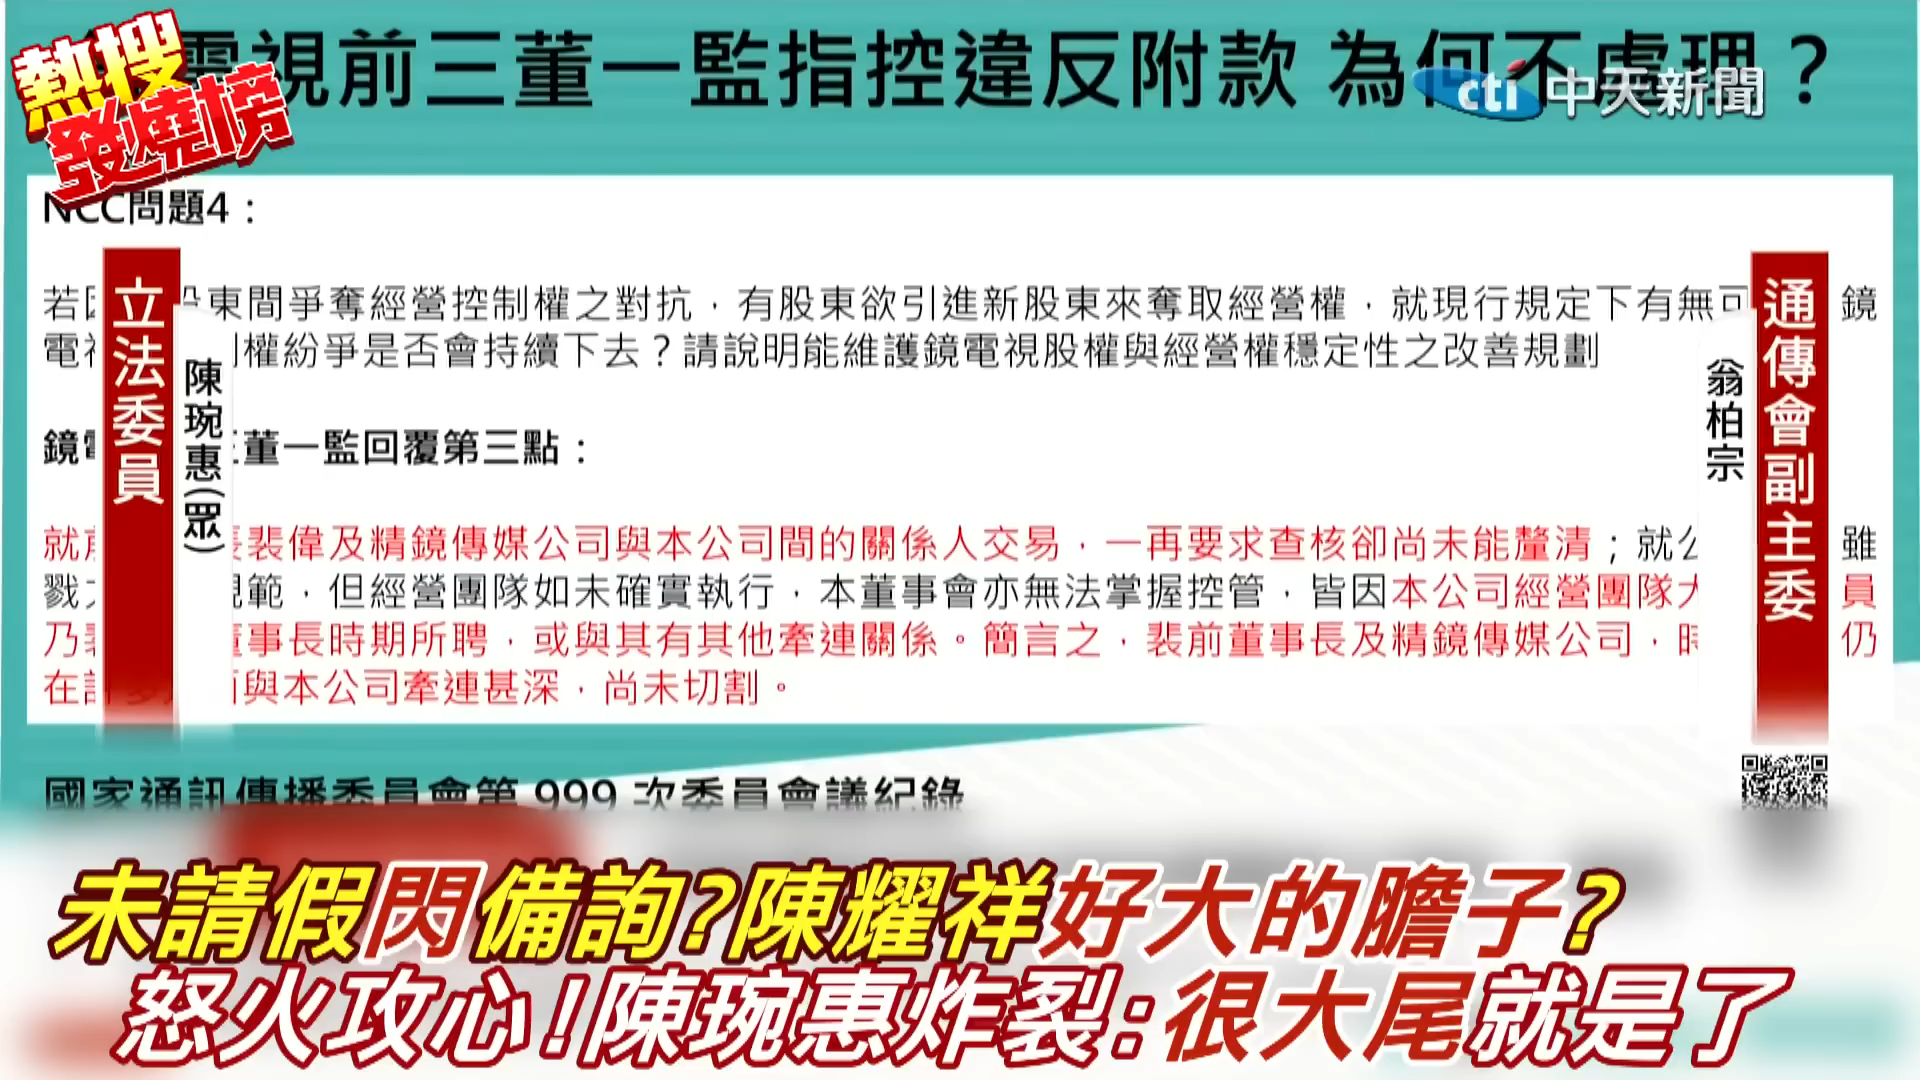 熱搜
發燒榜
電視前三董一監指控違反附款 為何不處理？
cti 中天新聞
NCC問題4：
若 股東間爭奪經營控制權之對抗，有股東欲引進新股東來奪取經營權，就現行規定下有無可 鏡
電 權紛爭是否會持續下去？請說明能維護鏡電視股權與經營權穩定性之改善規劃
鏡 董一監回覆第三點：
就 裴偉及精鏡傳媒公司與本公司間的關係人交易，一再要求查核卻尚未能釐清；就公 雖
戮 規範，但經營團隊如未確實執行，本董事會亦無法掌握控管，皆因本公司經營團隊大 員
乃 董事長時期所聘，或與其有其他牽連關係。簡言之，裴前董事長及精鏡傳媒公司，時 仍
在 與本公司牽連甚深，尚未切割。
立法委員
陳琬惠(眾)
通傳會副主委
翁柏宗
國家通訊傳播委員會第 999 次委員會議紀錄
未請假閃備詢?陳耀祥好大的膽子?
怒火攻心!陳琬惠炸裂:很大尾就是了